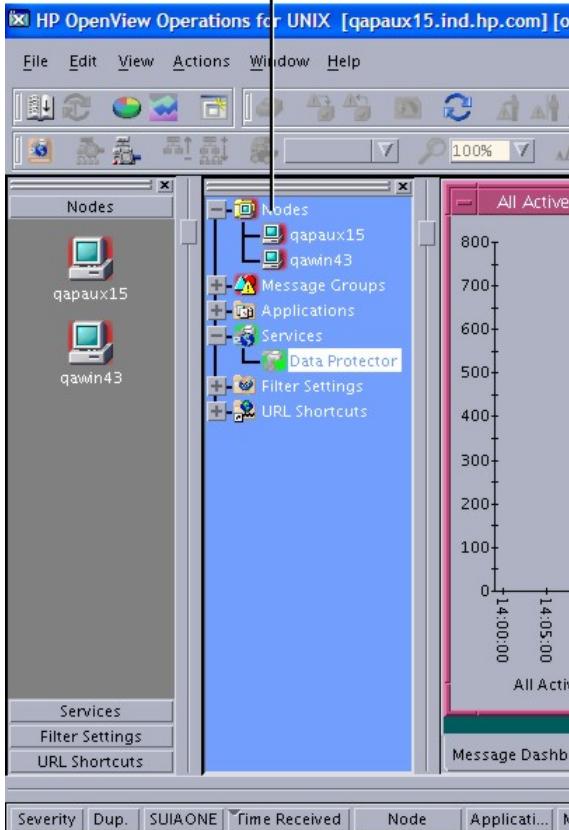 HP OpenView Operations for UNIX [qapaux15.ind.hp.com] [o
File Edit View Actions Window Help
100%
Nodes
qapaux15
qawin43
Services
Filter Settings
URL Shortcuts
Nodes
qapaux15
qawin43
Message Groups
Applications
Services
Data Protector
Filter Settings
URL Shortcuts
All Active
800
700
600
500
400
300
200
100
0
14:00:00
14:05:00
All Acti
Message Dashb
Severity Dup. SUIAONE Time Received Node Applicati... M